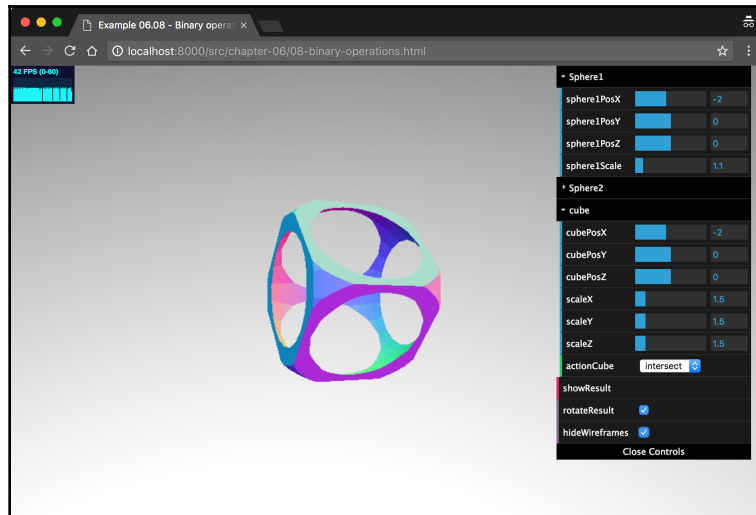 Example 06.08 - Binary operat
localhost:8000/src/chapter-06/08-binary-operations.html
42 FPS (0-60)
Sphere1
sphere1PosX -2
sphere1PosY 0
sphere1PosZ 0
sphere1Scale 1.1
Sphere2
cube
cubePosX -2
cubePosY 0
cubePosZ 0
scaleX 1.5
scaleY 1.5
scaleZ 1.5
actionCube intersect
showResult
rotateResult
hideWireframes
Close Controls